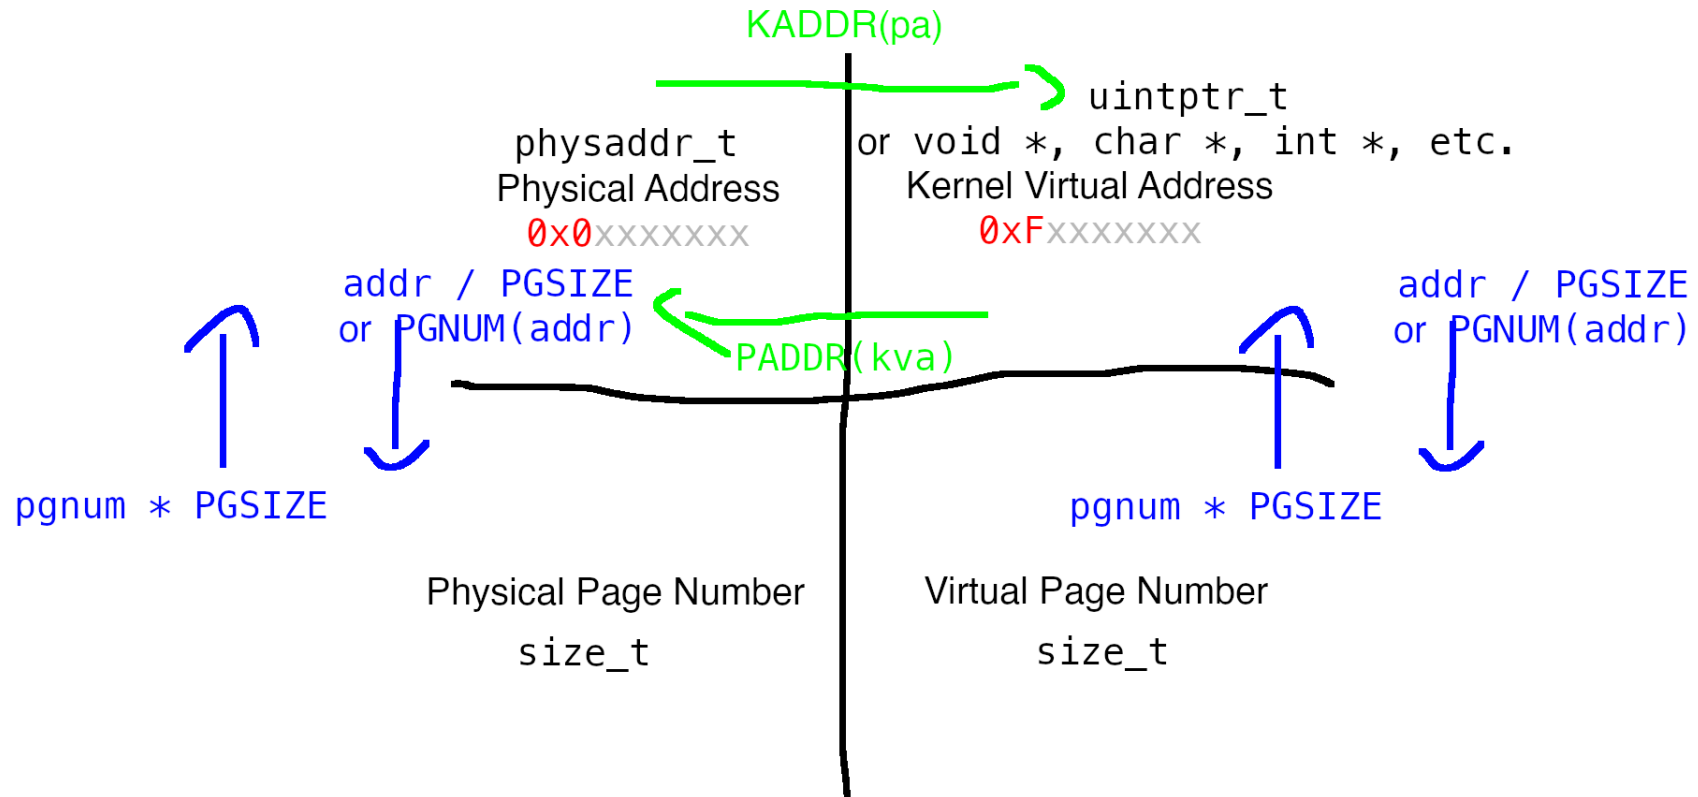 KADDR(pa)
physaddr_t
Physical Address
0x0xxxxxxx
uintptr_t
or void *, char *, int *, etc.
Kernel Virtual Address
0xFxxxxxxx
addr / PGSIZE
or PGNUM(addr)
PADDR(kva)
addr / PGSIZE
or PGNUM(addr)
pgnum * PGSIZE
pgnum * PGSIZE
Physical Page Number
size_t
Virtual Page Number
size_t